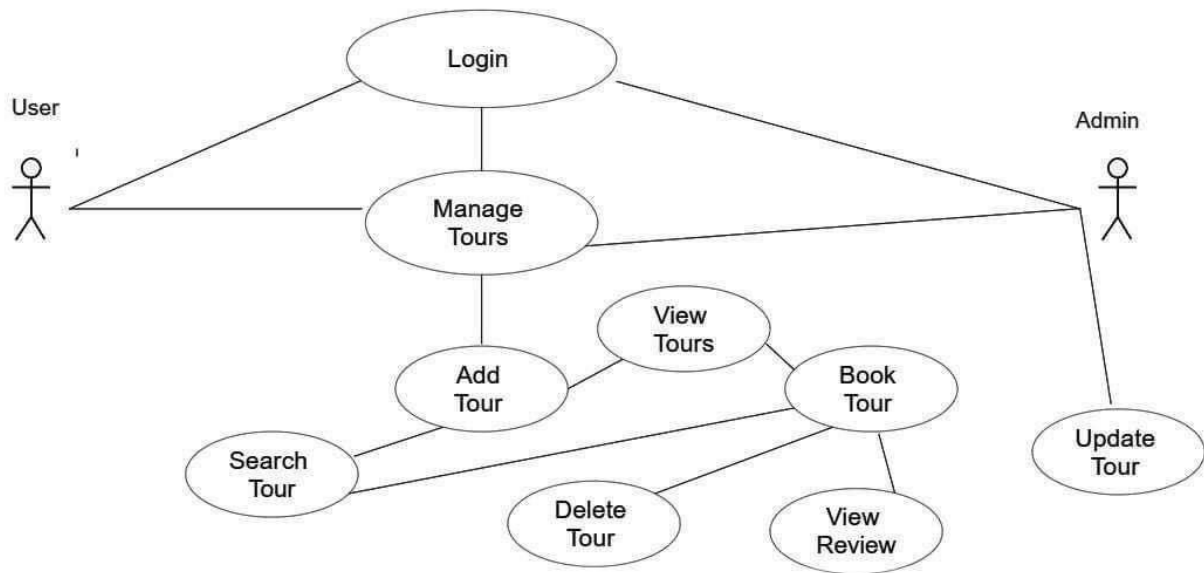 Login
User
Admin
Manage
Tours
View
Tours
Add
Tour
Book
Tour
Search
Tour
Update
Tour
Delete
Tour
View
Review